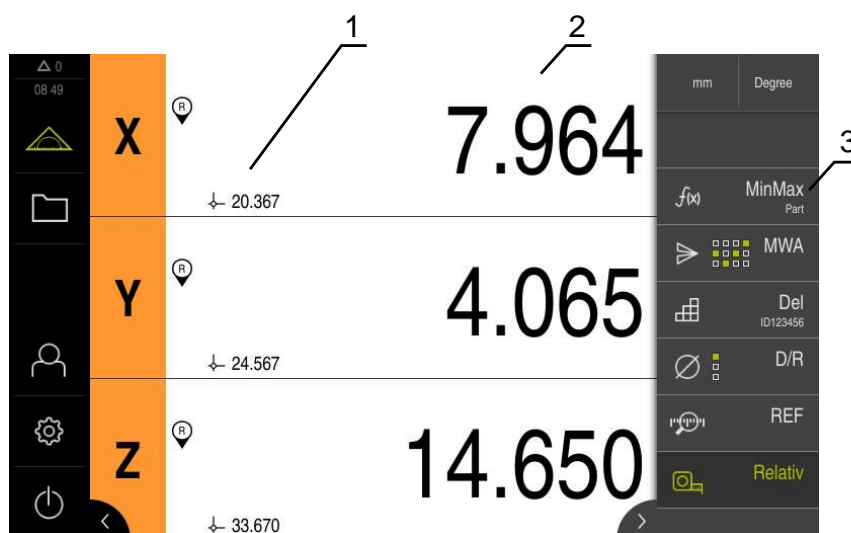 1
2
3
0
08 49
X
R
7.964
20.367
Y
R
4.065
24.567
Z
R
14.650
33.670
mm
Degree
f(x)
MinMax
Part
MWA
Del
ID123456
D/R
REF
Relativ